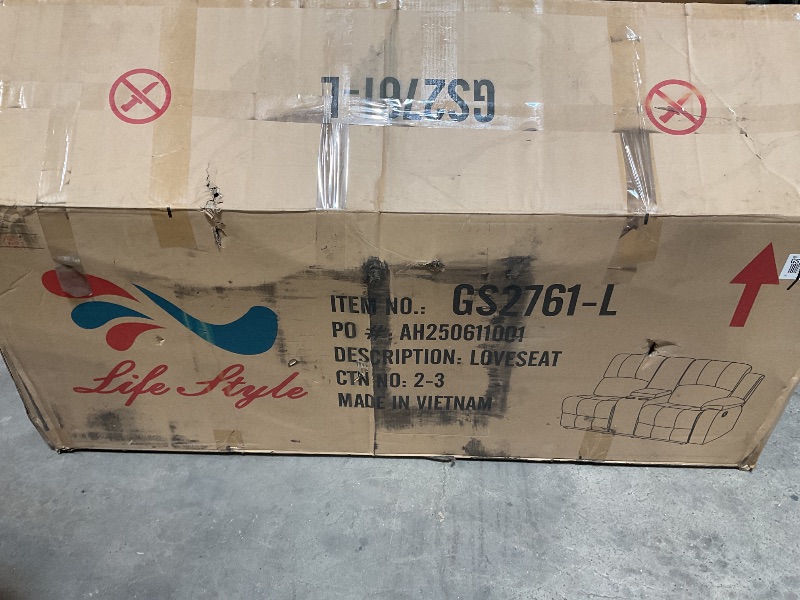 GS2761-L
Life Style
ITEM NO.: GS2761-L
PO #: AH250611001
DESCRIPTION: LOVESEAT
CTN NO: 2-3
MADE IN VIETNAM